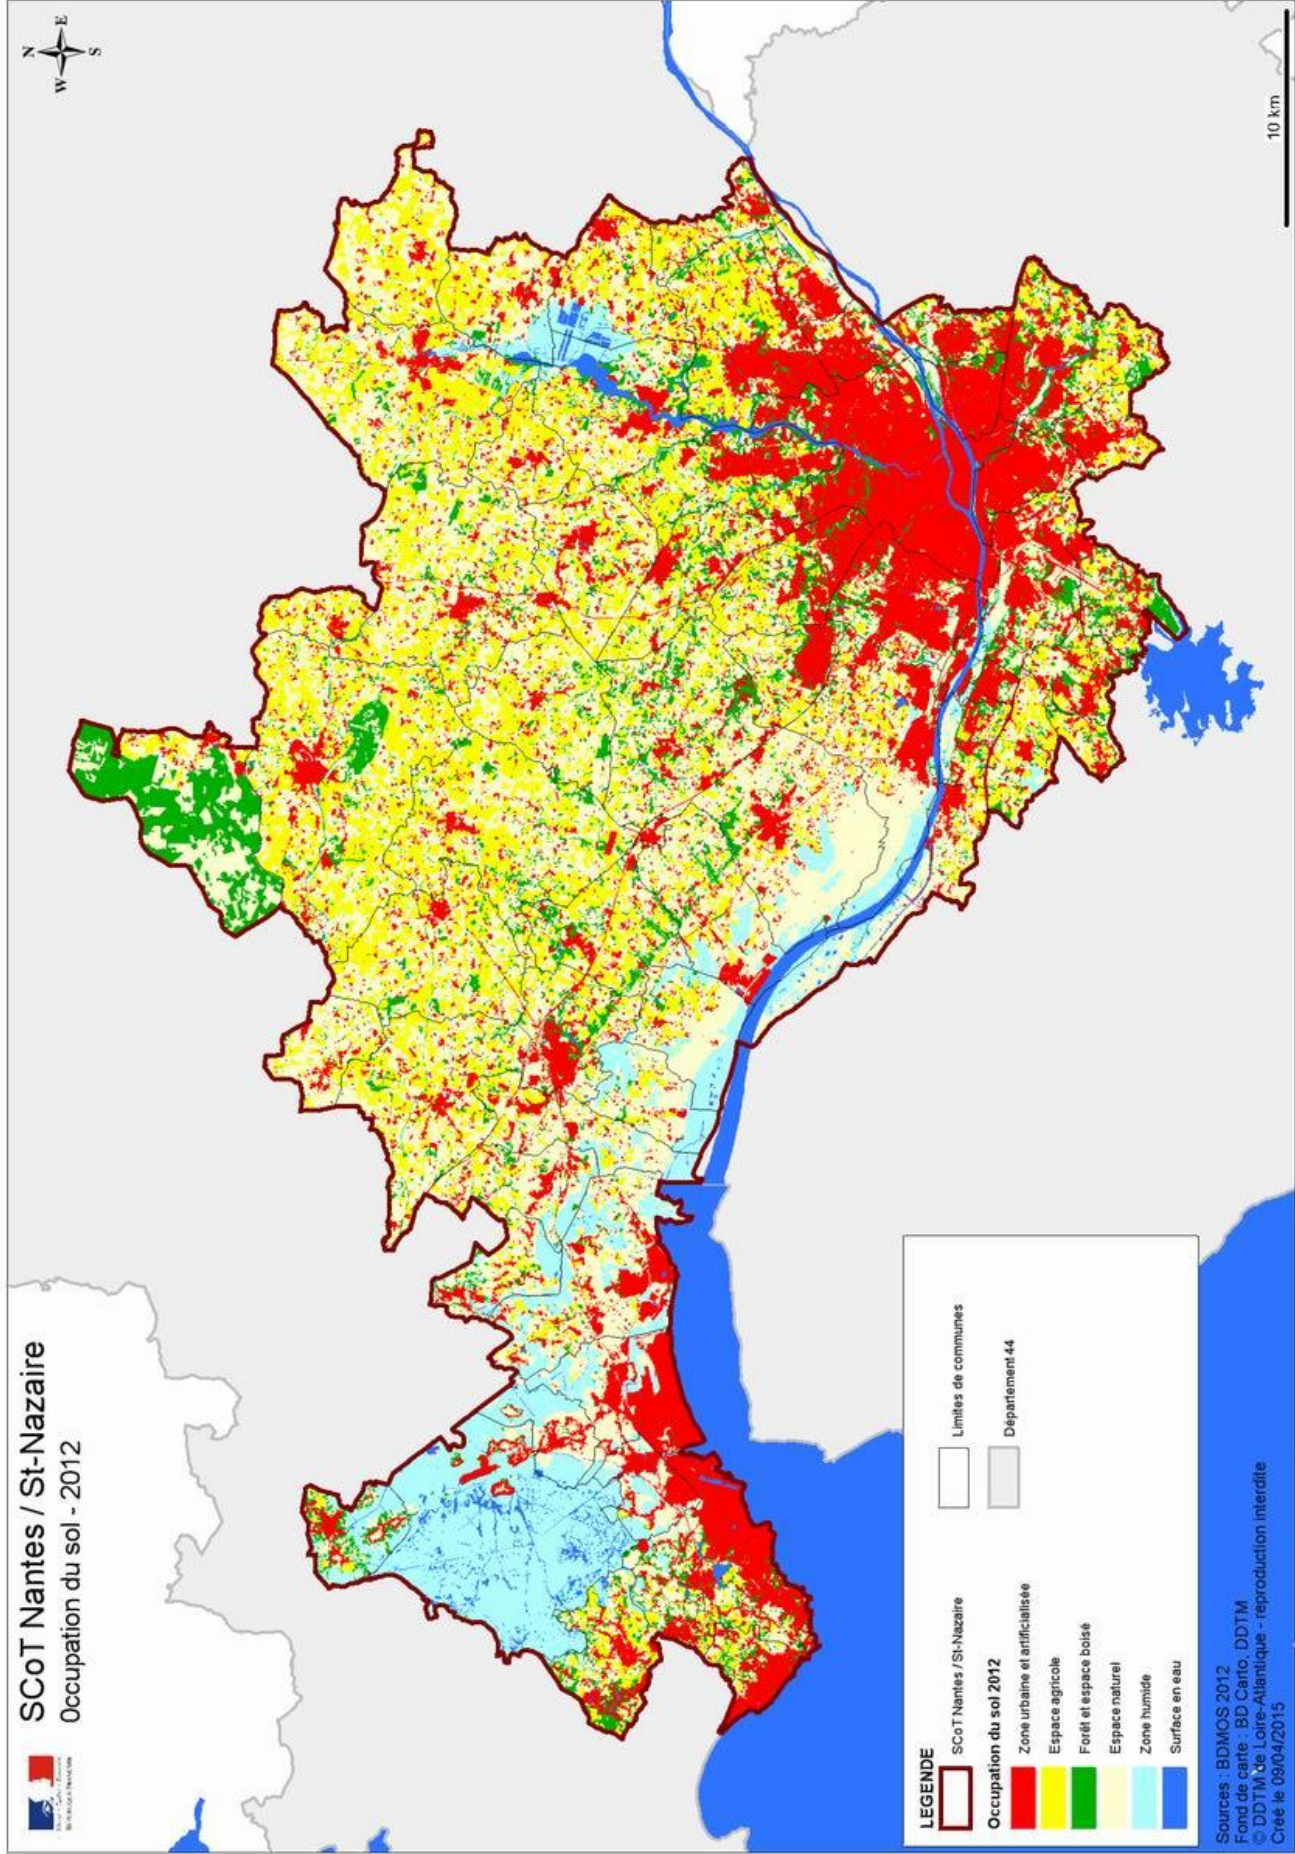 SCoT Nantes / St-Nazaire
Occupation du sol - 2012
N
E
S
W
10 km
LEGENDE
SCoT Nantes / St-Nazaire
Limites de communes
Département 44
Occupation du sol 2012
Zone urbaine et artificialisée
Espace agricole
Forêt et espace boisé
Espace naturel
Zone humide
Surface en eau
Sources : BDMOS 2012
Fond de carte : BD Carto, DDTM
© DDTM de Loire-Atlantique - reproduction interdite
Créé le 09/04/2015